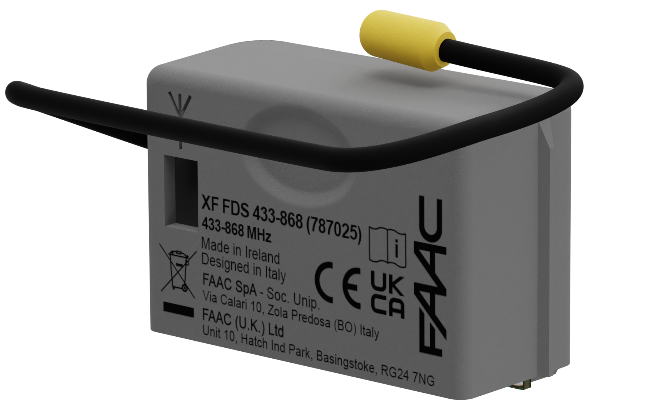 XF FDS 433-868 (787025)
433-868 MHz
Made in Ireland
Designed in Italy
FAAC SpA - Soc. Unip.
Via Calari 10, Zola Predosa (BO) Italy
FAAC (U.K.) Ltd
Unit 10, Hatch Ind Park, Basingstoke, RG24 7NG
i
CE
UK
CA
FAAC